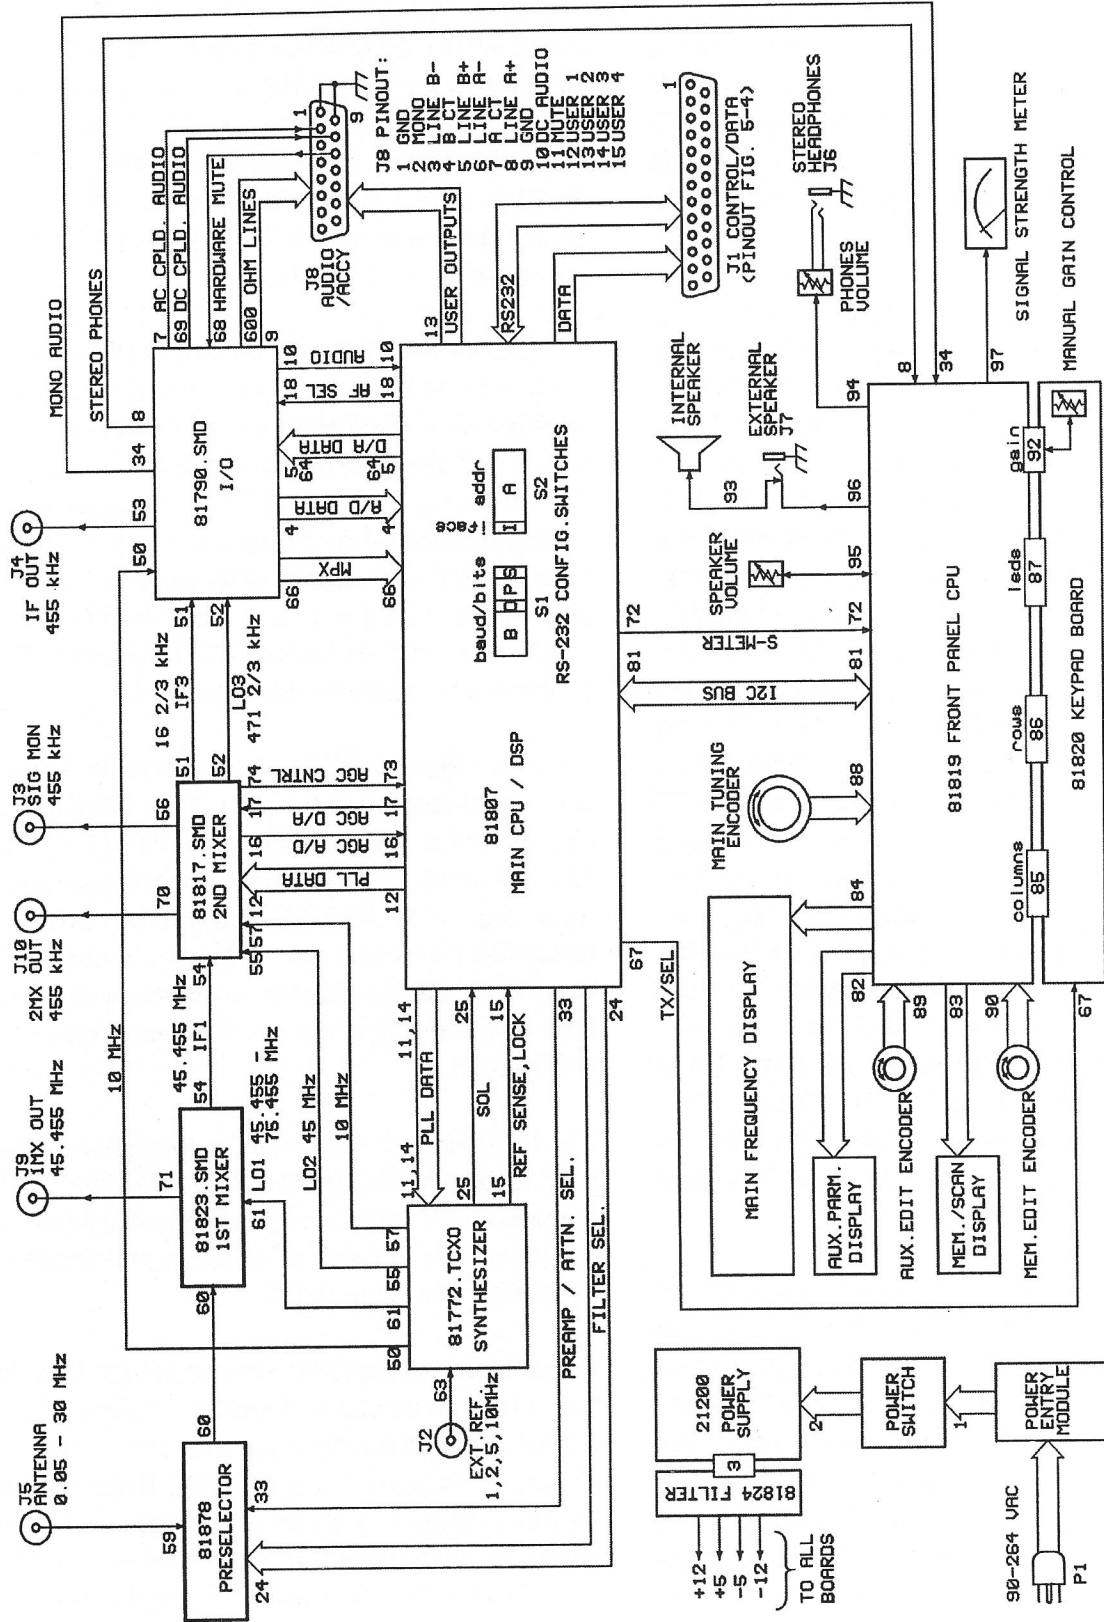 J5
ANTENNA
0.05 - 30 MHz
59
81878
PRESELECTOR
60
24
33
60
81823.SMD
1ST MIXER
71
J9
1MX OUT
45.455 MHz
61 LO1 45.455 -
75.455 MHz
45.455 MHz
54 IF1
54
81817.SMD
2ND MIXER
70
J10
2MX OUT
455 kHz
56
J3
SIG MON
455 kHz
10 MHz
51
16 2/3 kHz
IF3
51
52
LO3
471 2/3 kHz
52
50
53
J4
IF OUT
455 kHz
81790.SMD
I/O
34
8
MONO AUDIO
STEREO PHONES
7 AC CPLD. AUDIO
69 DC CPLD. AUDIO
68 HARDWARE MUTE
600 OHM LINES
9
1
9
J8
AUDIO
/ACCY
J8 PINOUT:
1 GND
2 MONO
3 LINE B-
4 B CT
5 LINE B+
6 LINE A-
7 A CT
8 LINE A+
9 GND
10 DC AUDIO
11 MUTE
12 USER 1
13 USER 2
14 USER 3
15 USER 4
55
57
12
16
17
74
PLL DATA
AGC A/D
AGC D/A
AGC CNTRL
12
16
17
73
LO2 45 MHz
10 MHz
66
MPX
66
4
A/D DATA
4
5
64
D/A DATA
64
5
18
AF SEL
18
10
AUDIO
10
50
61
55
57
81772.TCXO
SYNTHESIZER
63
J2
EXT.REF.
1,2,5,10MHz
11,14
PLL DATA
11,14
25
SOL
25
15
REF SENSE,LOCK
15
PREAMP / ATTN. SEL.
33
FILTER SEL.
24
81807
MAIN CPU / DSP
baud/bits
B D P S
S1
i-face
addr
I A
S2
RS-232 CONFIG.SWITCHES
13
USER OUTPUTS
RS232
DATA
1
J1 CONTROL/DATA
(PINOUT FIG. 5-4)
67
TX/SEL
81
72
I2C BUS
S-METER
81
72
MAIN TUNING
ENCODER
88
SPEAKER
VOLUME
95
INTERNAL
SPEAKER
93
EXTERNAL
SPEAKER
J7
96
PHONES
VOLUME
94
STEREO
HEADPHONES
J6
8
34
97
SIGNAL STRENGTH METER
MANUAL GAIN CONTROL
MAIN FREQUENCY DISPLAY
84
AUX.PARM.
DISPLAY
82
AUX.EDIT ENCODER
89
MEM./SCAN
DISPLAY
83
MEM.EDIT ENCODER
90
81819 FRONT PANEL CPU
columns
85
rows
86
leds
87
gain
92
81820 KEYPAD BOARD
67
21200
POWER
SUPPLY
3
81824 FILTER
+12
+5
-5
-12
TO ALL
BOARDS
2
POWER
SWITCH
1
POWER
ENTRY
MODULE
90-264 VAC
P1